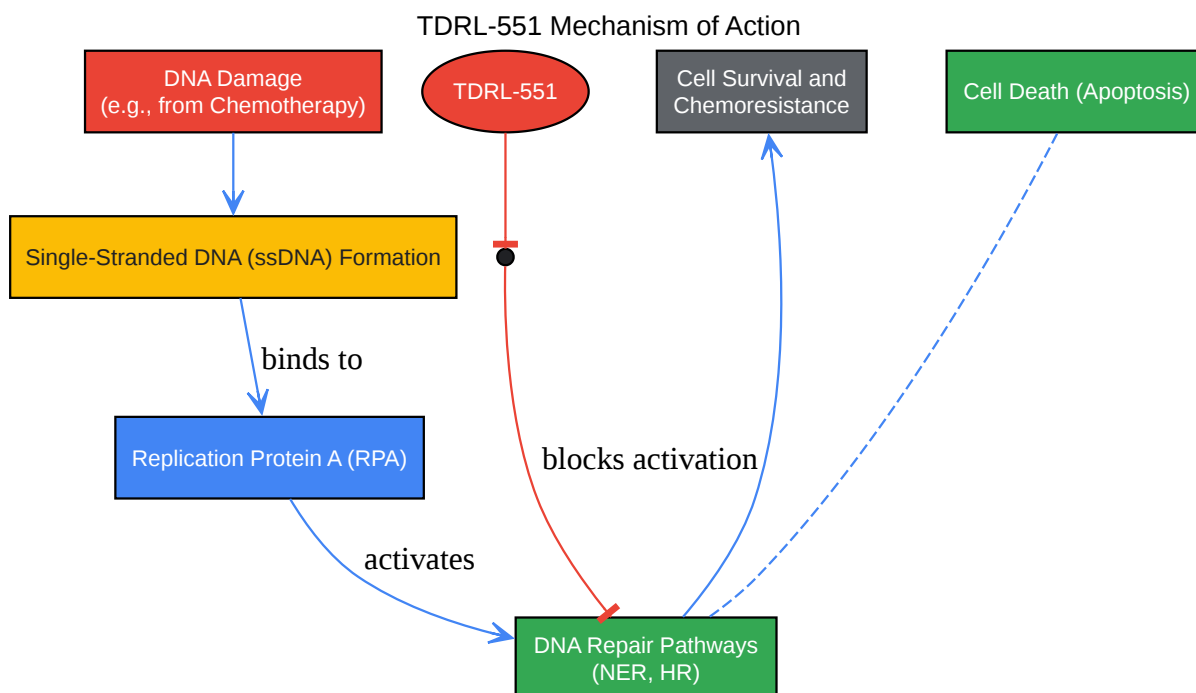 TDRL-551 Mechanism of Action
DNA Damage
(e.g., from Chemotherapy)
TDRL-551
Cell Survival and
Chemoresistance
Cell Death (Apoptosis)
Single-Stranded DNA (ssDNA) Formation
binds to
Replication Protein A (RPA)
blocks activation
activates
DNA Repair Pathways
(NER, HR)